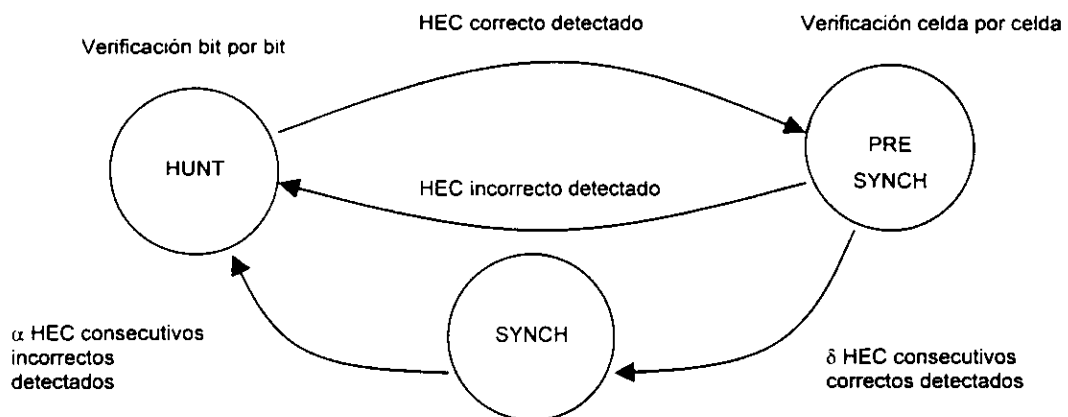 HEC correcto detectado
Verificación celda por celda
Verificación bit por bit
HUNT
PRE
SYNCH
HEC incorrecto detectado
SYNCH
α HEC consecutivos
incorrectos
detectados
δ HEC consecutivos
correctos detectados